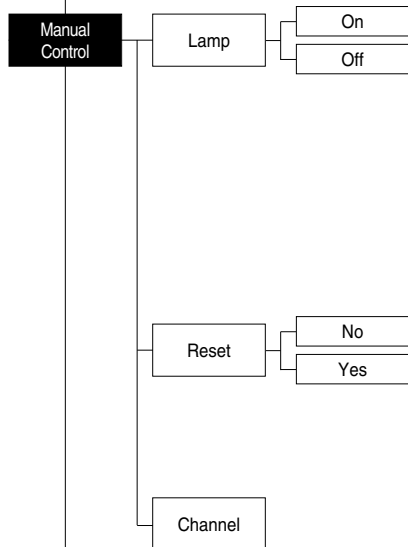 Manual
Control
Lamp
On
Off
Reset
No
Yes
Channel